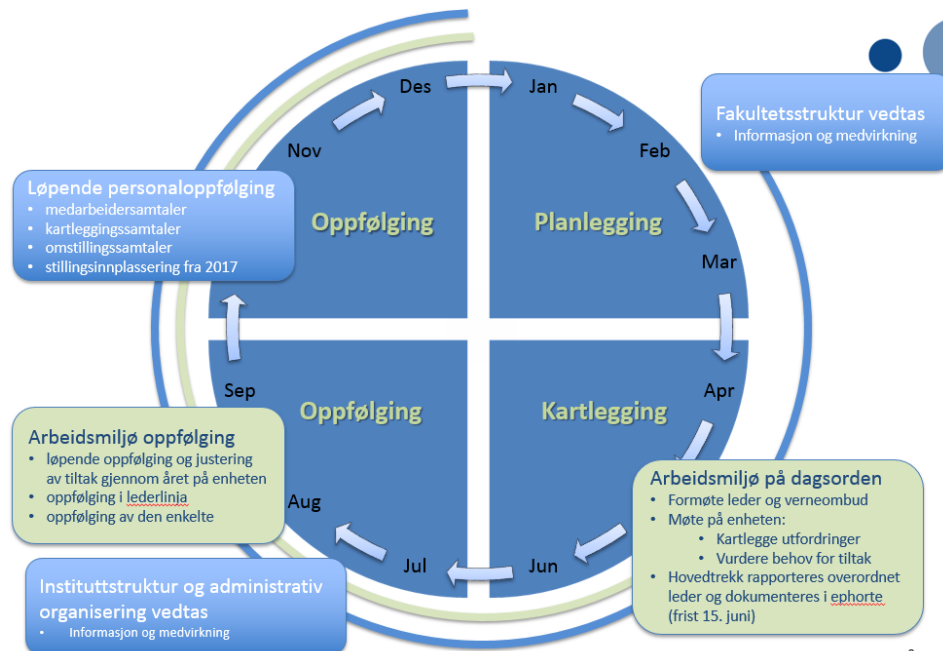 Des
Jan
Nov
Feb
Fakultetsstruktur vedtas
• Informasjon og medvirkning
Løpende personaloppfølging
• medarbeidersamtaler
• kartleggingssamtaler
• omstillingssamtaler
• stillingsinnplassering fra 2017
Oppfølging
Planlegging
Mar
Sep
Oppfølging
Kartlegging
Apr
Arbeidsmiljø oppfølging
• løpende oppfølging og justering
av tiltak gjennom året på enheten
• oppfølging i lederlinja
• oppfølging av den enkelte
Aug
Arbeidsmiljø på dagsorden
• Formøte leder og verneombud
• Møte på enheten:
• Kartlegge utfordringer
• Vurdere behov for tiltak
• Hovedtrekk rapporteres overordnet
leder og dokumenteres i ephorte
(frist 15. juni)
Jul
Jun
Instituttstruktur og administrativ
organisering vedtas
• Informasjon og medvirkning